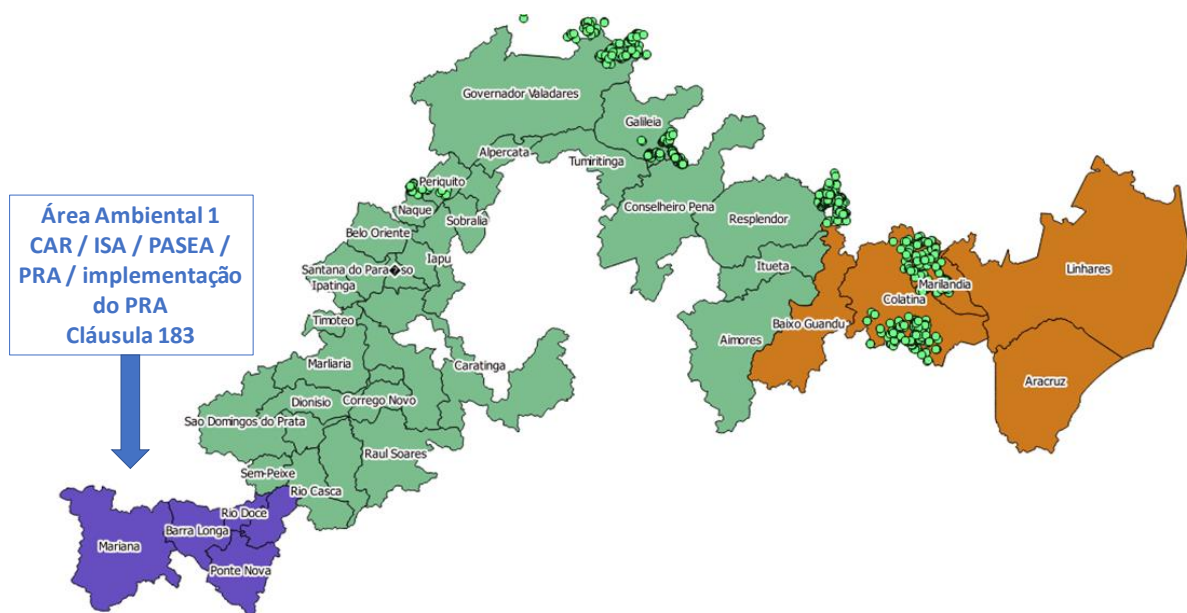 Área Ambiental 1
CAR / ISA / PASEA /
PRA / implementação
do PRA
Cláusula 183
Governador Valadares
Galileia
Alpercata
Tumiritinga
Periquito
Naque
Sobralia
Conselheiro Pena
Resplendor
Belo Oriente
Iapu
Santana do Para�so
Ipatinga
Itueta
Linhares
Marilandia
Colatina
Timoteo
Baixo Guandu
Aimores
Marliaria
Caratinga
Aracruz
Dionisio
Corrego Novo
Sao Domingos do Prata
Raul Soares
Sem-Peixe
Rio Casca
Rio Doce
Barra Longa
Mariana
Ponte Nova